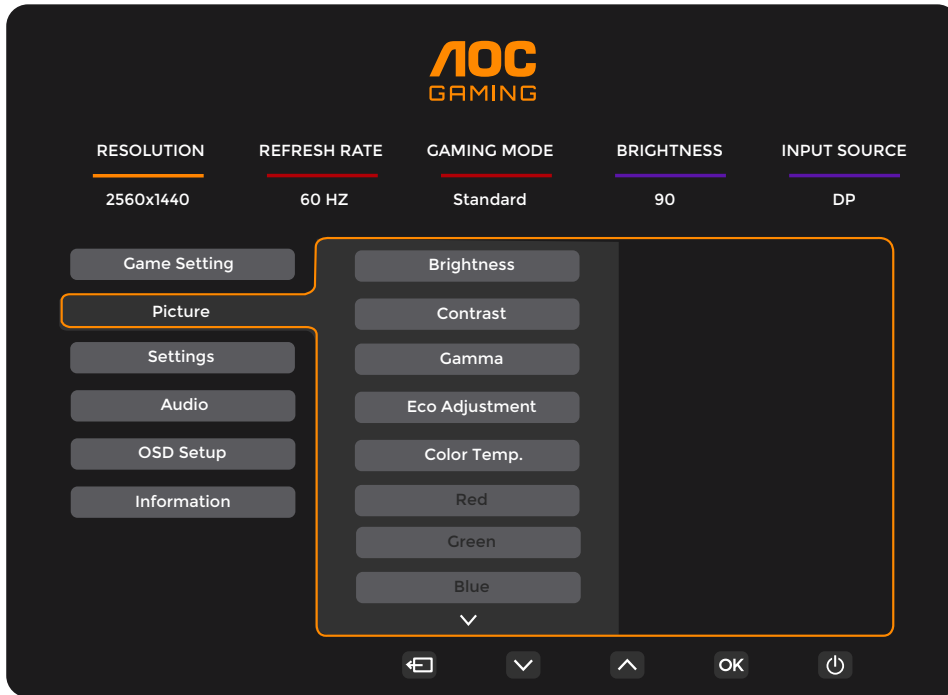 AOC
GAMING
RESOLUTION REFRESH RATE GAMING MODE BRIGHTNESS INPUT SOURCE
2560x1440 60 HZ Standard 90 DP
Game Setting
Picture
Settings
Audio
OSD Setup
Information
Brightness
Contrast
Gamma
Eco Adjustment
Color Temp.
Red
Green
Blue
OK